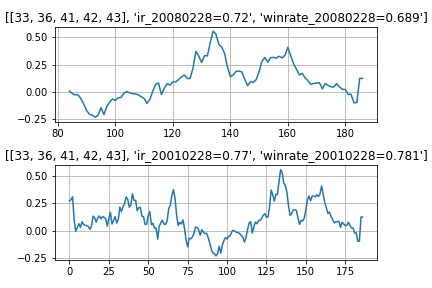 [[33, 36, 41, 42, 43], 'ir_20080228=0.72', 'winrate_20080228=0.689']
0.50
0.25
0.00
−0.25
80 100 120 140 160 180
[[33, 36, 41, 42, 43], 'ir_20010228=0.77', 'winrate_20010228=0.781']
0.50
0.25
0.00
−0.25
0 25 50 75 100 125 150 175